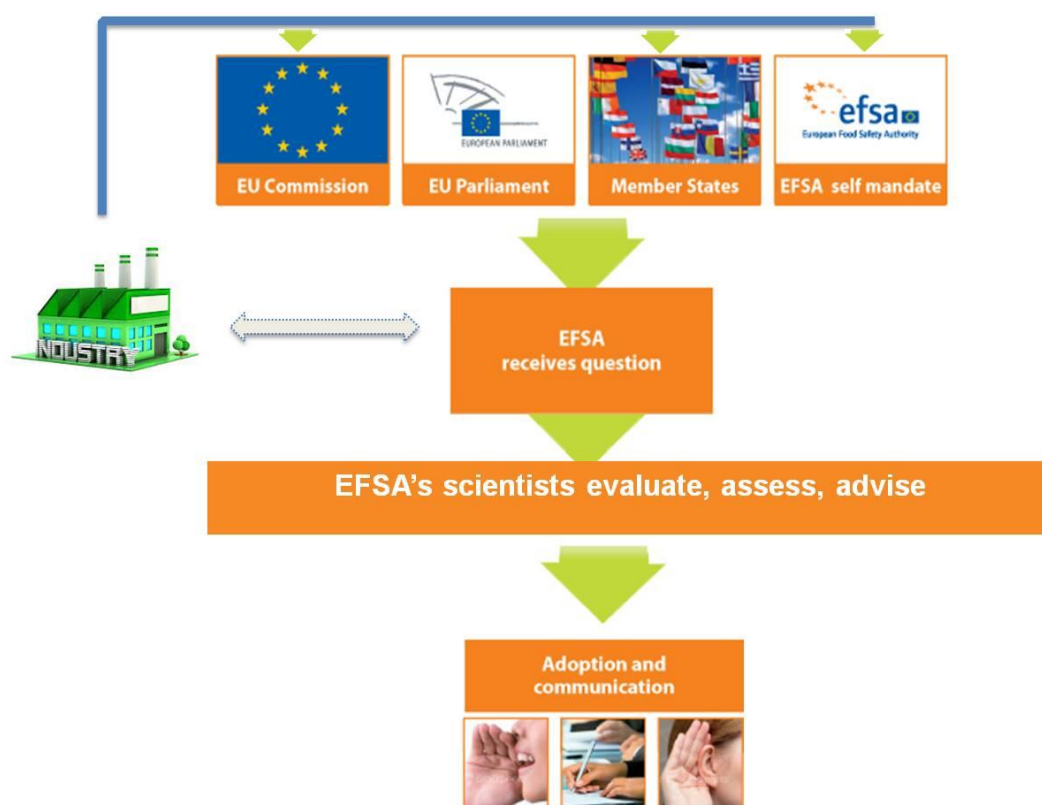 EUROPEAN PARLIAMENT
efsa
European Food Safety Authority
EU Commission
EU Parliament
Member States
EFSA self mandate
INDUSTRY
EFSA
receives question
EFSA's scientists evaluate, assess, advise
Adoption and
communication